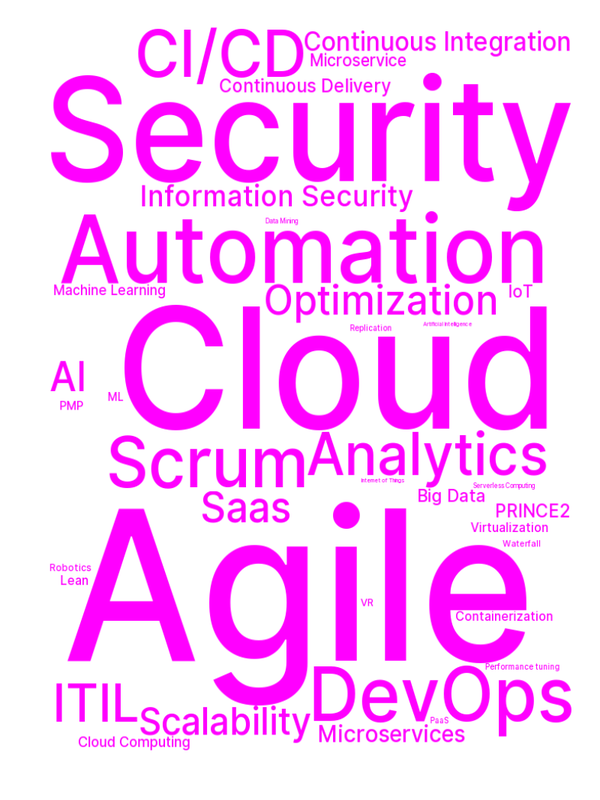 CI/CD
Continuous Integration
Microservice
Continuous Delivery
Security
Information Security
Data Mining
Automation
Machine Learning
Optimization
IoT
Artificial Intelligence
Replication
Cloud
AI
ML
PMP
Scrum
Analytics
Internet of Things
Serverless Computing
Big Data
Saas
PRINCE2
Virtualization
Waterfall
Agile
Robotics
Lean
VR
Containerization
Performance tuning
DevOps
ITIL
Scalability
PaaS
Microservices
Cloud Computing